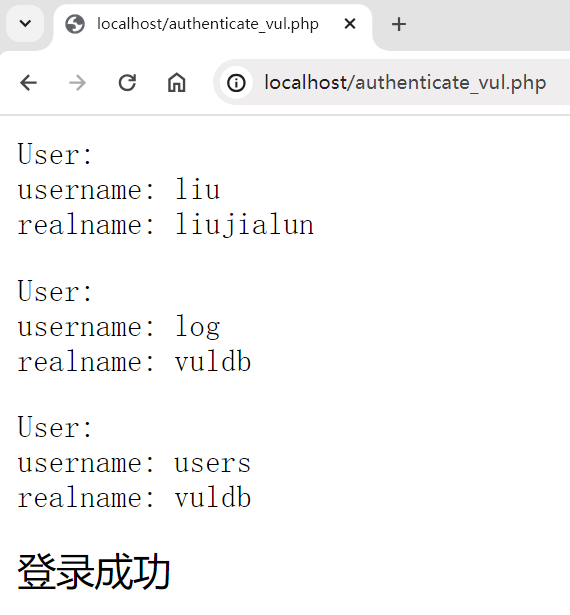 localhost/authenticate_vul.php
localhost/authenticate_vul.php
User:
username: liu
realname: liujialun
User:
username: log
realname: vuldb
User:
username: users
realname: vuldb
登录成功